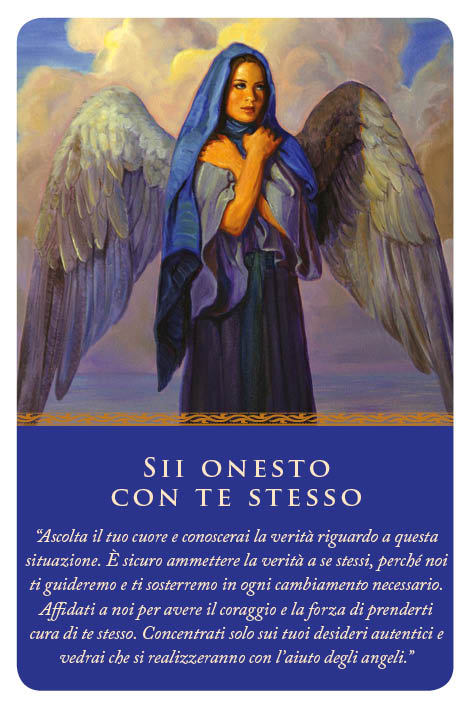 Sii onesto
con te stesso
“Ascolta il tuo cuore e conoscerai la verità riguardo a questa
situazione. È sicuro ammettere la verità a se stessi, perché noi
ti guideremo e ti sosterremo in ogni cambiamento necessario.
Affidati a noi per avere il coraggio e la forza di prenderti
cura di te stesso. Concentrati solo sui tuoi desideri autentici e
vedrai che si realizzeranno con l’aiuto degli angeli.”